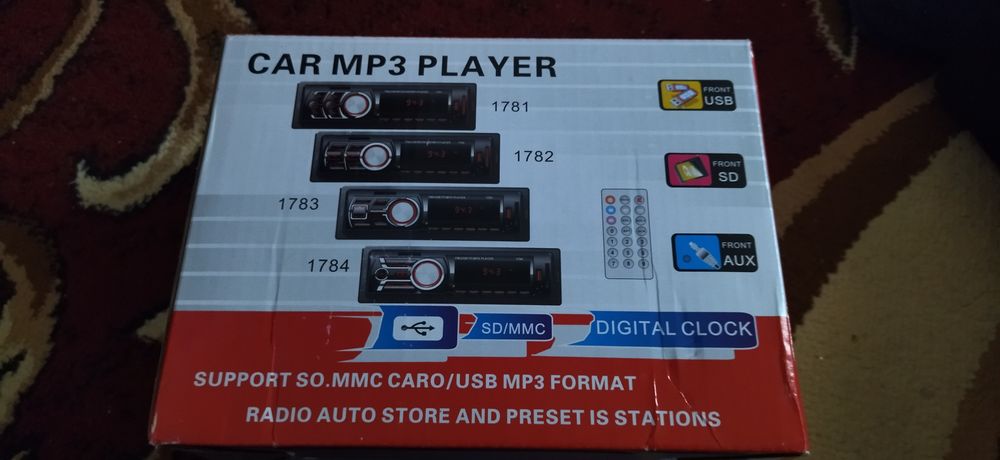 CAR MP3 PLAYER
1781
FRONT
USB
1782
FRONT
SD
1783
1784
FRONT
AUX
SD/MMC
DIGITAL CLOCK
SUPPORT SO.MMC CARO/USB MP3 FORMAT
RADIO AUTO STORE AND PRESET IS STATIONS